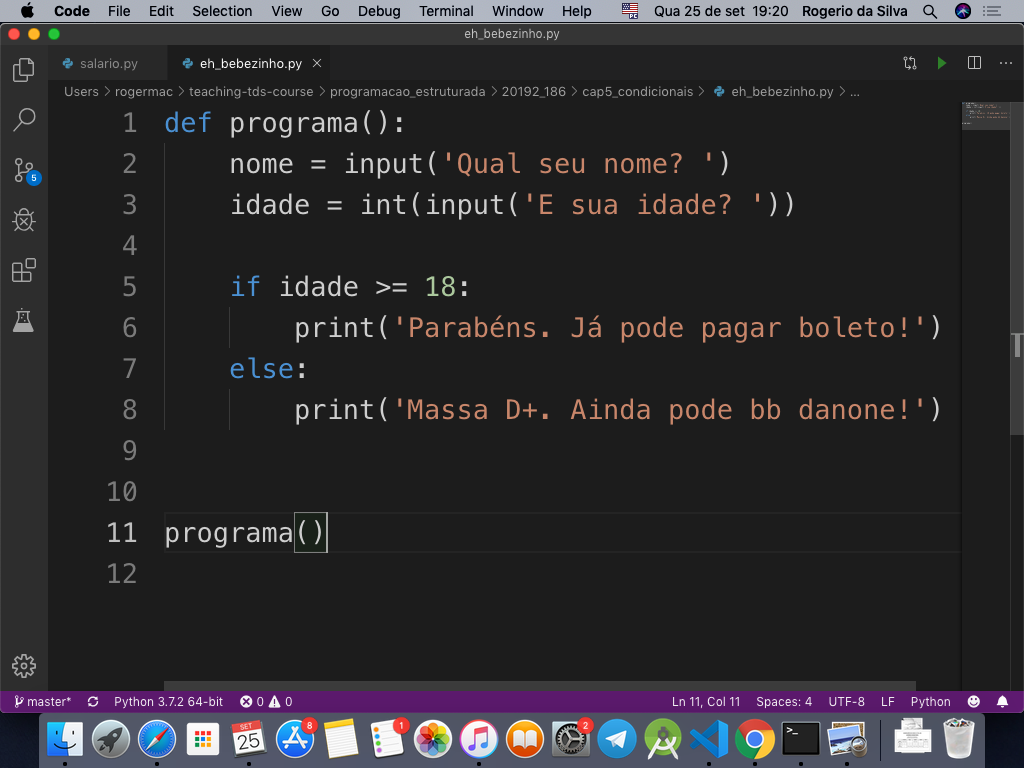 Code File Edit Selection View Go Debug Terminal Window Help Qua 25 de set 19:20 Rogerio da Silva
eh_bebezinho.py
salario.py eh_bebezinho.py
Users > rogermac > teaching-tds-course > programacao_estruturada > 20192_186 > cap5_condicionais > eh_bebezinho.py > ...
1 def programa():
2 nome = input('Qual seu nome? ')
3 idade = int(input('E sua idade? '))
4
5 if idade >= 18:
6 print('Parabéns. Já pode pagar boleto!')
7 else:
8 print('Massa D+. Ainda pode bb danone!')
9
10
11 programa()
12
5
master* Python 3.7.2 64-bit 0 0 Ln 11, Col 11 Spaces: 4 UTF-8 LF Python
SET
25
8
1
2